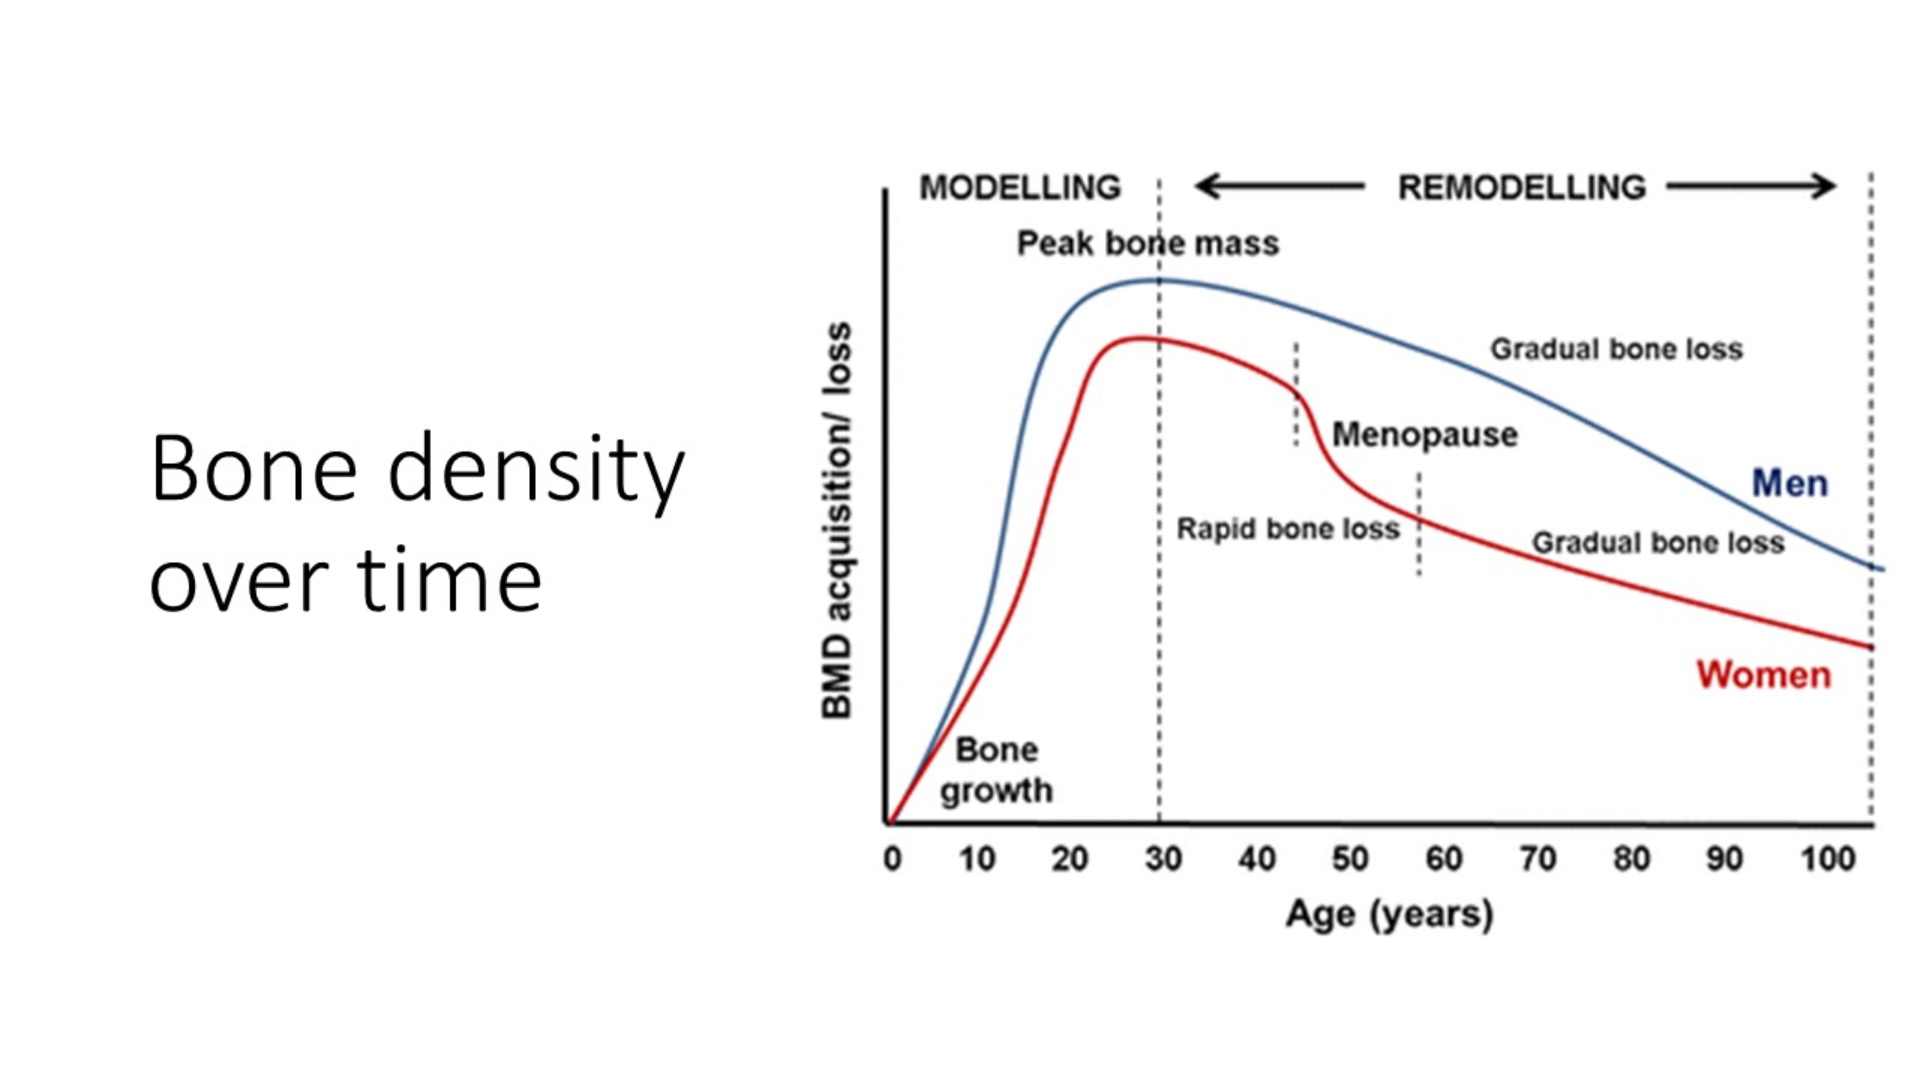 Bone density
over time
MODELLING
REMODELLING
Peak bone mass
Gradual bone loss
Menopause
Men
Rapid bone loss
Gradual bone loss
Women
Bone
growth
BMD acquisition/ loss
0 10 20 30 40 50 60 70 80 90 100
Age (years)